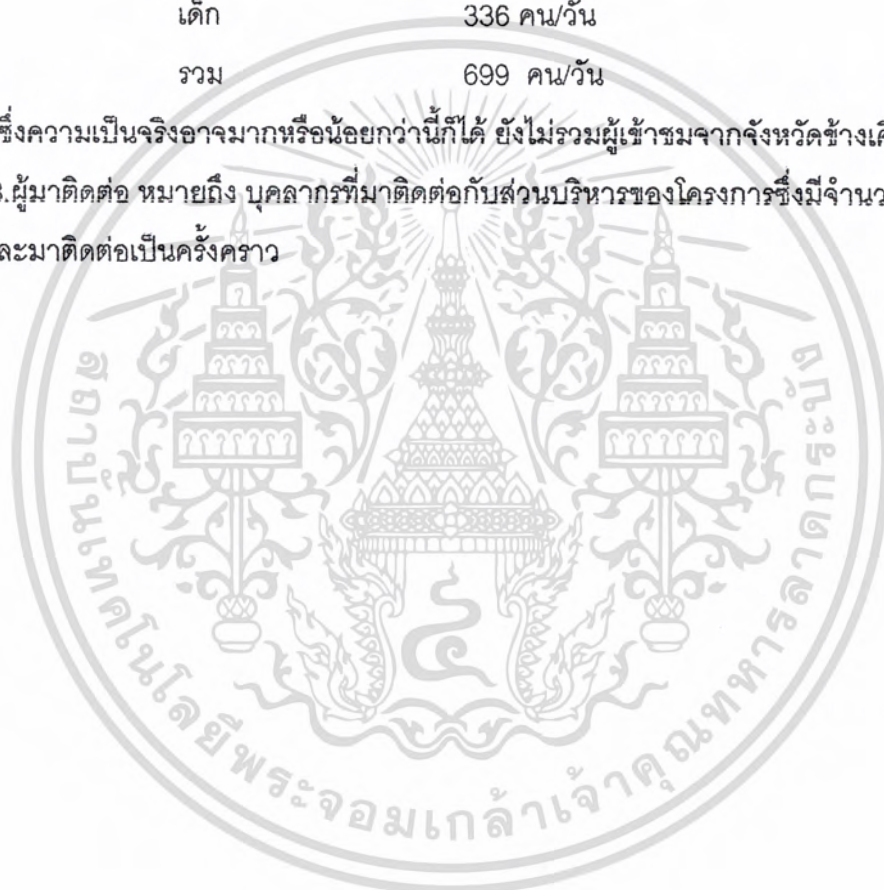 เด็ก 336 คน/วัน
รวม 699 คน/วัน
ซึ่งความเป็นจริงอาจมากหรือน้อยกว่านี้ก็ได้ ยังไม่รวมผู้เข้าชมจากจังหวัดข้าง
.ผู้มาติดต่อ หมายถึง บุคลากรที่มาติดต่อกับส่วนบริหารของโครงการซึ่งมี
ละมาติดต่อเป็นครั้งคราว
สถาบันเทคโนโลยีพระจอมเกล้าเจ้าคุณทหารลาดกระบัง